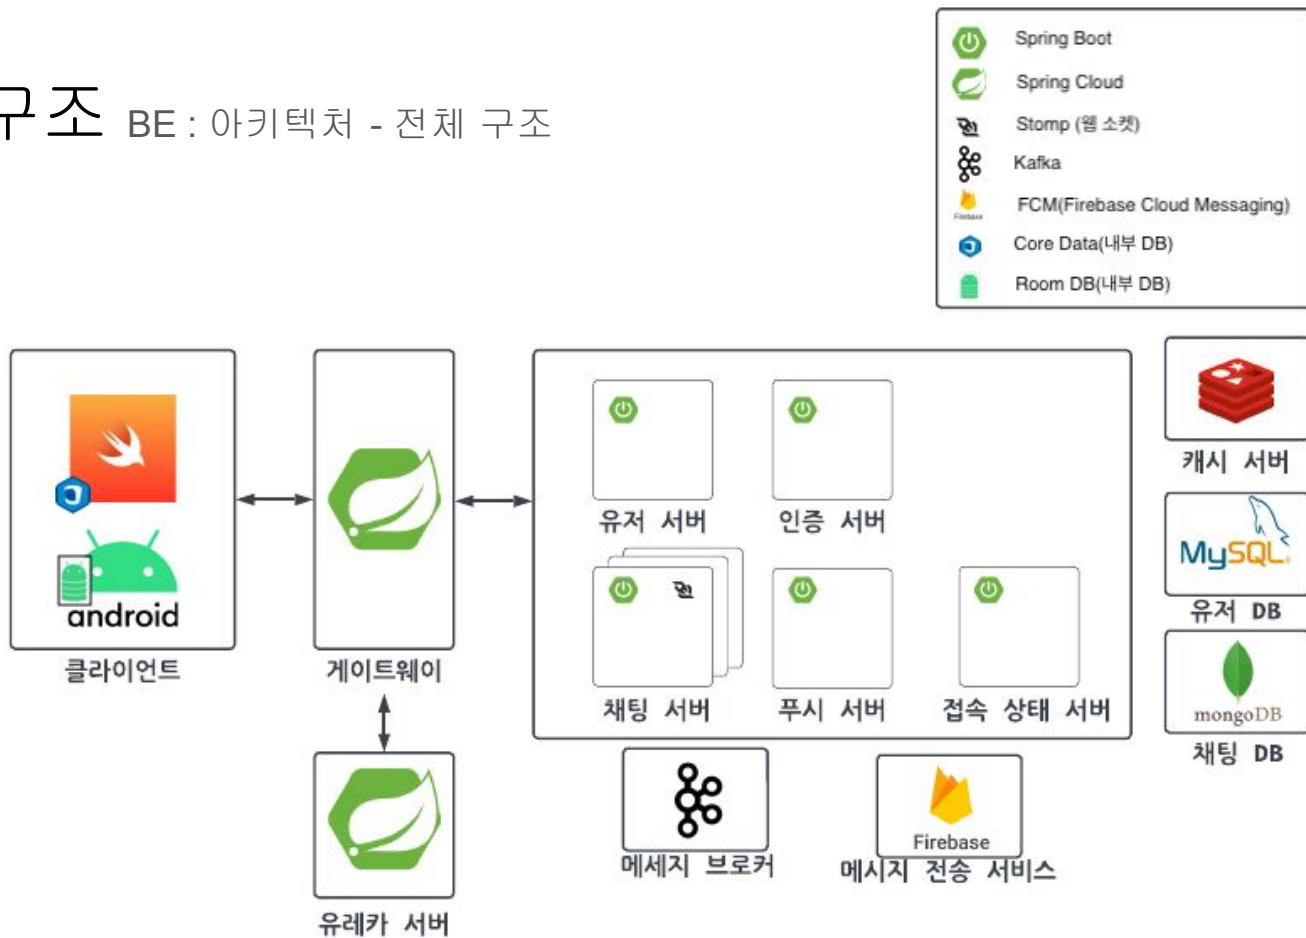 구조 BE : 아키텍처 - 전체 구조
Spring Boot
Spring Cloud
Stomp (웹 소켓)
Kafka
Firebase
FCM(Firebase Cloud Messaging)
Core Data(내부 DB)
Room DB(내부 DB)
android
클라이언트
게이트웨이
유레카 서버
유저 서버
인증 서버
채팅 서버
푸시 서버
접속 상태 서버
메세지 브로커
Firebase
메시지 전송 서비스
캐시 서버
MySQL
유저 DB
mongoDB
채팅 DB